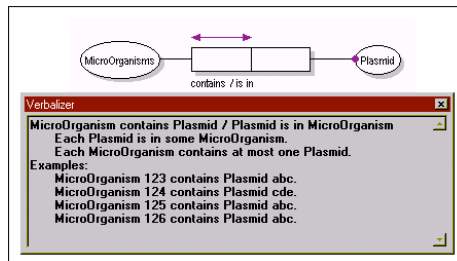 MicroOrganisms
Plasmid
contains / is in
Verbalizer
MicroOrganism contains Plasmid / Plasmid is in MicroOrganism
Each Plasmid is in some MicroOrganism.
Each MicroOrganism contains at most one Plasmid.
Examples:
MicroOrganism 123 contains Plasmid abc.
MicroOrganism 124 contains Plasmid cde.
MicroOrganism 125 contains Plasmid abc.
MicroOrganism 126 contains Plasmid abc.